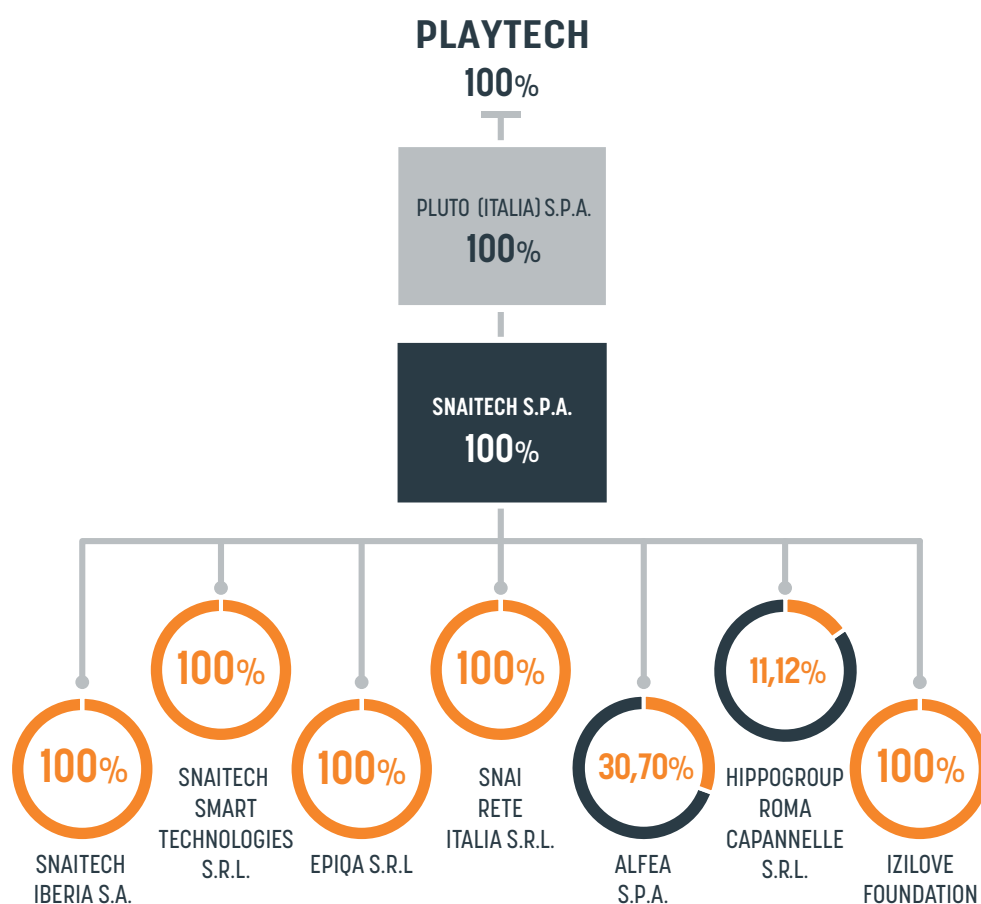 PLAYTECH
100%
PLUTO (ITALIA) S.P.A.
100%
SNAITECH S.P.A.
100%
100%
SNAITECH
IBERIA S.A.
100%
SNAITECH
SMART
TECHNOLOGIES
S.R.L.
100%
EPIQA S.R.L
100%
SNAI
RETE
ITALIA S.R.L.
30,70%
ALFEA
S.P.A.
11,12%
HIPPOGROUP
ROMA
CAPANNELLE
S.R.L.
100%
IZILOVE
FOUNDATION